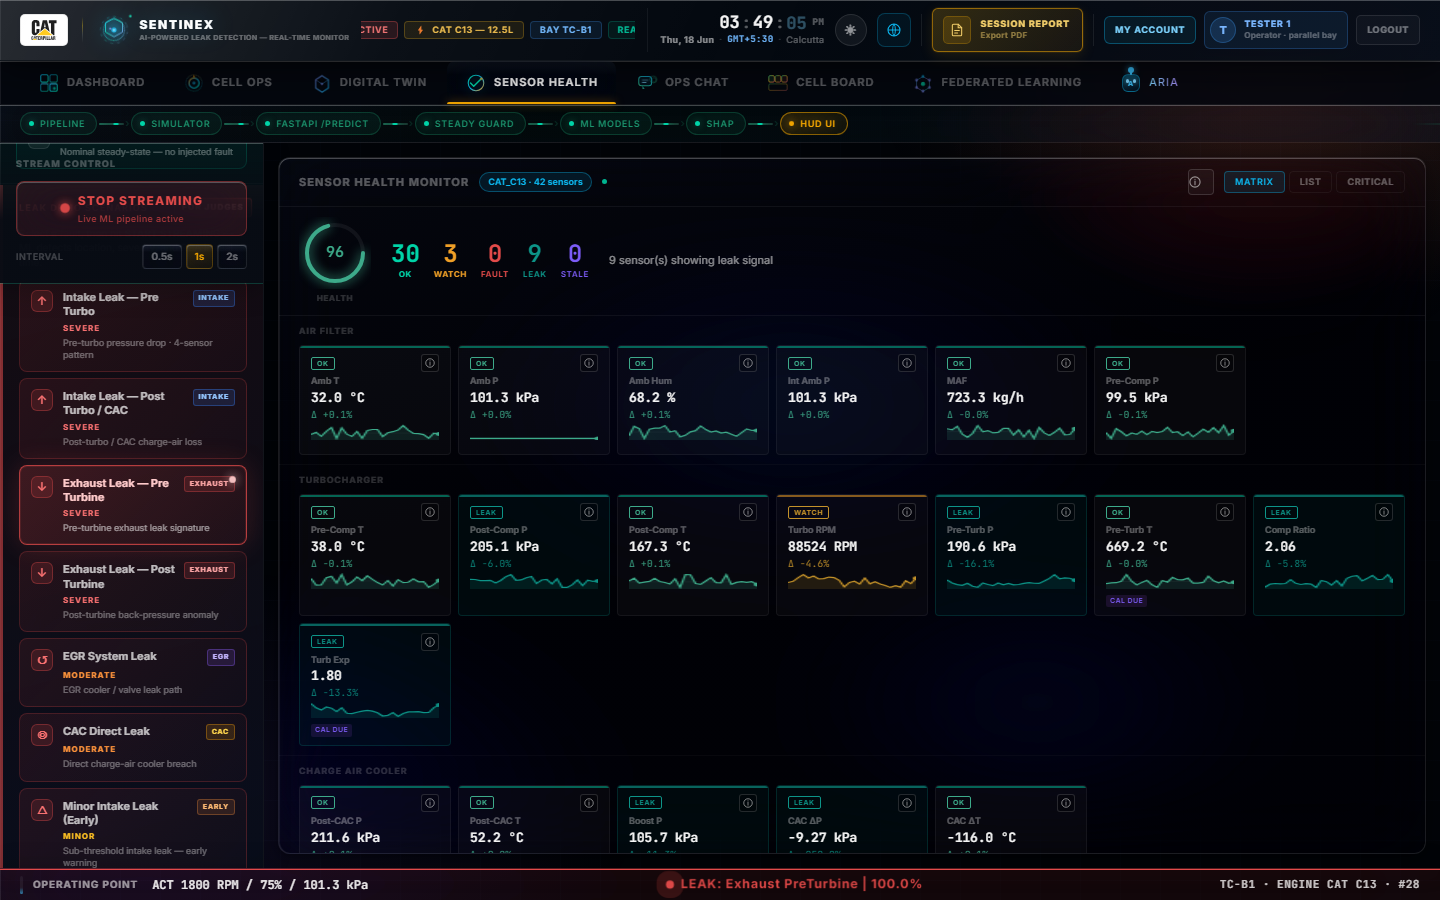 CAT
CATERPILLAR
SENTINEX
AI-POWERED LEAK DETECTION — REAL-TIME MONITOR
CTIVE
CAT C13 — 12.5L
BAY TC-B1
REA
03:49:05 PM
Thu, 18 Jun · GMT+5:30 · Calcutta
SESSION REPORT
Export PDF
MY ACCOUNT
T
TESTER 1
Operator · parallel bay
LOGOUT
DASHBOARD
CELL OPS
DIGITAL TWIN
SENSOR HEALTH
OPS CHAT
CELL BOARD
FEDERATED LEARNING
ARIA
PIPELINE
SIMULATOR
FASTAPI /PREDICT
STEADY GUARD
ML MODELS
SHAP
HUD UI
Nominal steady-state — no injected fault
STREAM CONTROL
STOP STREAMING
Live ML pipeline active
INTERVAL
0.5s
1s
2s
Intake Leak — Pre
Turbo
INTAKE
SEVERE
Pre-turbo pressure drop · 4-sensor
pattern
Intake Leak — Post
Turbo / CAC
INTAKE
SEVERE
Post-turbo / CAC charge-air loss
Exhaust Leak — Pre
Turbine
EXHAUST
SEVERE
Pre-turbine exhaust leak signature
Exhaust Leak — Post
Turbine
EXHAUST
SEVERE
Post-turbine back-pressure anomaly
EGR System Leak
EGR
MODERATE
EGR cooler / valve leak path
CAC Direct Leak
CAC
MODERATE
Direct charge-air cooler breach
Minor Intake Leak
(Early)
EARLY
MINOR
Sub-threshold intake leak — early
warning
SENSOR HEALTH MONITOR
CAT_C13 · 42 sensors
MATRIX
LIST
CRITICAL
96
HEALTH
30
OK
3
WATCH
0
FAULT
9
LEAK
0
STALE
9 sensor(s) showing leak signal
AIR FILTER
OK
Amb T
32.0 °C
Δ +0.1%
OK
Amb P
101.3 kPa
Δ +0.0%
OK
Amb Hum
68.2 %
Δ +0.1%
OK
Int Amb P
101.3 kPa
Δ +0.0%
OK
MAF
723.3 kg/h
Δ -0.0%
OK
Pre-Comp P
99.5 kPa
Δ -0.1%
TURBOCHARGER
OK
Pre-Comp T
38.0 °C
Δ -0.1%
LEAK
Post-Comp P
205.1 kPa
Δ -6.0%
OK
Post-Comp T
167.3 °C
Δ +0.1%
WATCH
Turbo RPM
88524 RPM
Δ -4.6%
LEAK
Pre-Turb P
190.6 kPa
Δ -16.1%
OK
Pre-Turb T
669.2 °C
Δ -0.0%
CAL DUE
LEAK
Comp Ratio
2.06
Δ -5.8%
LEAK
Turb Exp
1.80
Δ -13.3%
CAL DUE
CHARGE AIR COOLER
OK
Post-CAC P
211.6 kPa
OK
Post-CAC T
52.2 °C
LEAK
Boost P
105.7 kPa
LEAK
CAC ΔP
-9.27 kPa
OK
CAC ΔT
-116.0 °C
OPERATING POINT
ACT 1800 RPM / 75% / 101.3 kPa
LEAK: Exhaust PreTurbine | 100.0%
TC-B1 · ENGINE CAT C13 · #28